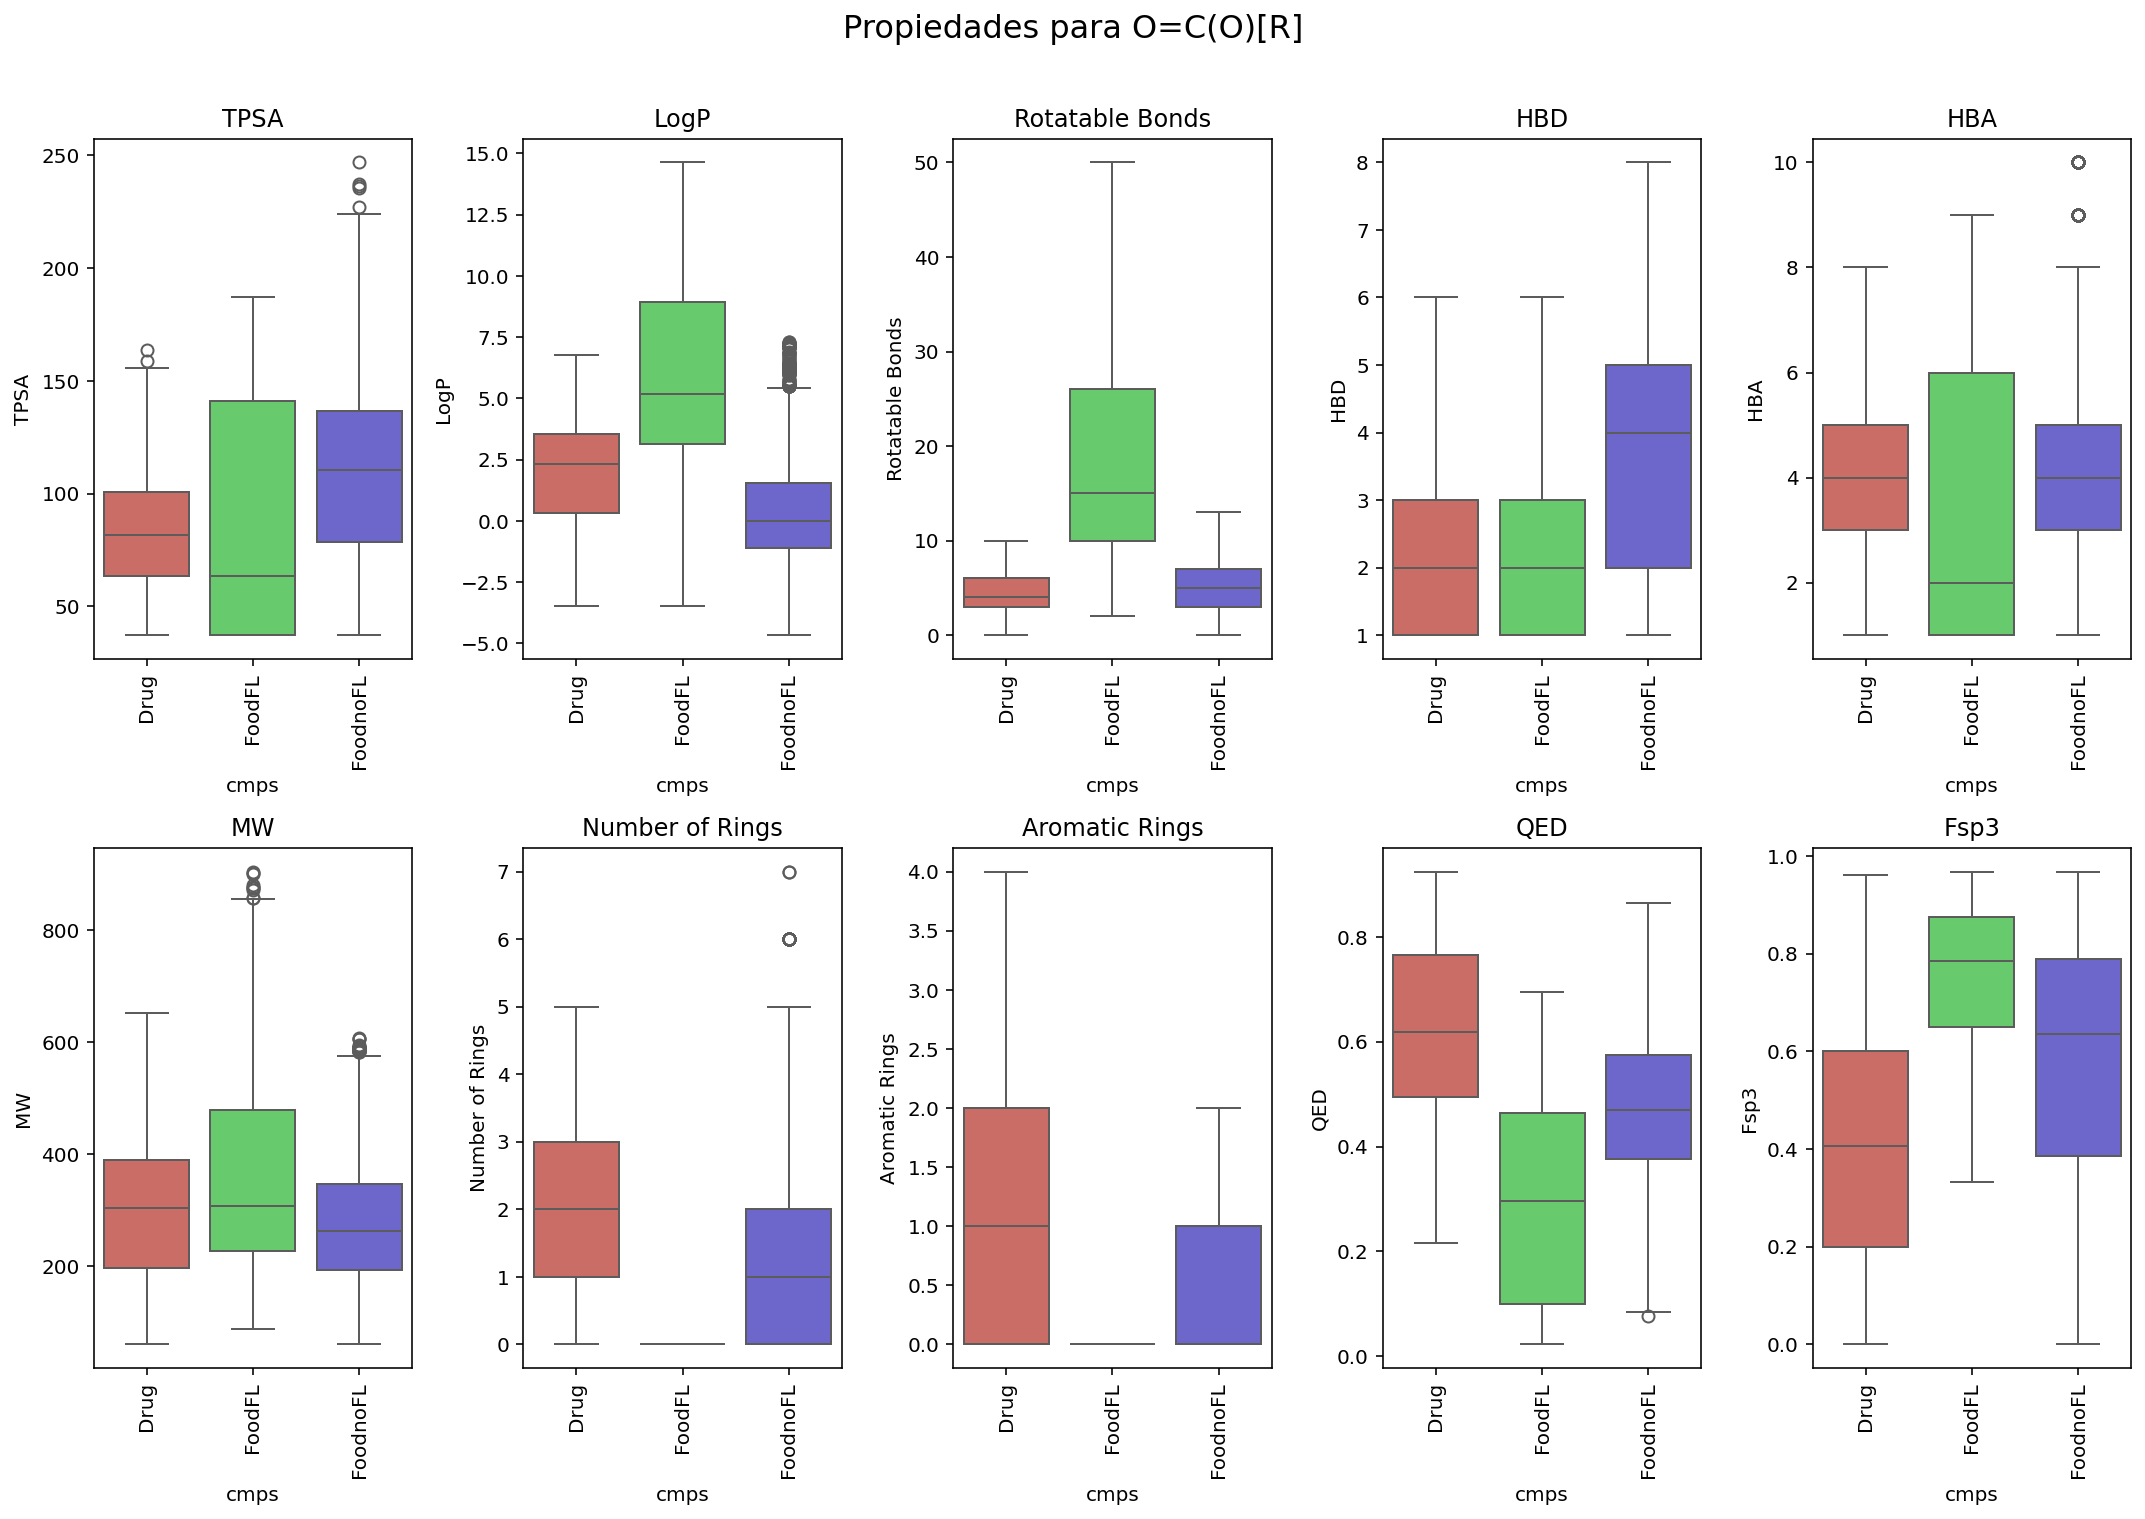 Propiedades para O=C(O)[R]
TPSA
250
200
150
100
50
TPSA
Drug
FoodFL
FoodnoFL
cmps
LogP
15.0
12.5
10.0
7.5
5.0
2.5
0.0
−2.5
−5.0
LogP
Drug
FoodFL
FoodnoFL
cmps
Rotatable Bonds
50
40
30
20
10
0
Rotatable Bonds
Drug
FoodFL
FoodnoFL
cmps
HBD
8
7
6
5
4
3
2
1
HBD
Drug
FoodFL
FoodnoFL
cmps
HBA
10
8
6
4
2
HBA
Drug
FoodFL
FoodnoFL
cmps
MW
800
600
400
200
MW
Drug
FoodFL
FoodnoFL
cmps
Number of Rings
7
6
5
4
3
2
1
0
Number of Rings
Drug
FoodFL
FoodnoFL
cmps
Aromatic Rings
4.0
3.5
3.0
2.5
2.0
1.5
1.0
0.5
0.0
Aromatic Rings
Drug
FoodFL
FoodnoFL
cmps
QED
0.8
0.6
0.4
0.2
0.0
QED
Drug
FoodFL
FoodnoFL
cmps
Fsp3
1.0
0.8
0.6
0.4
0.2
0.0
Fsp3
Drug
FoodFL
FoodnoFL
cmps